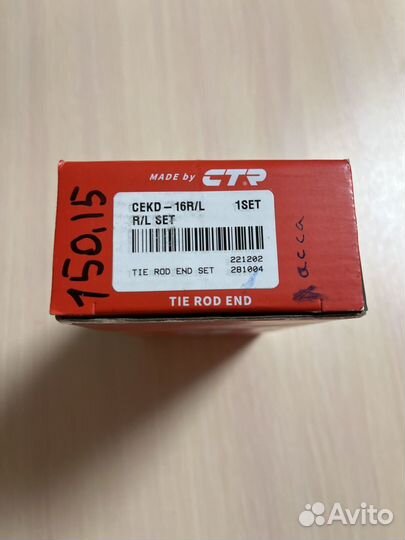 MADE by CTR
CEKD-16R/L 1SET
R/L SET
221202
TIE ROD END SET 281004
TIE ROD END
150.15
Avito